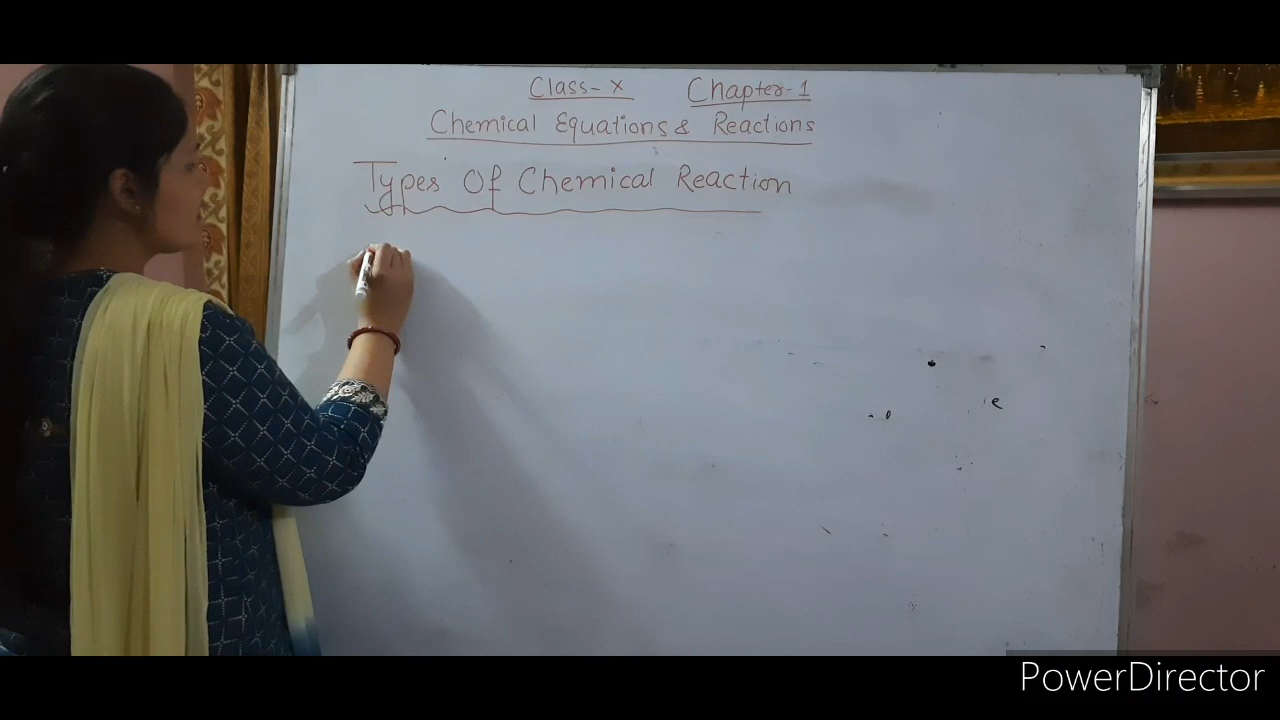 Class-X Chapter-1
Chemical Equations & Reactions
Types Of Chemical Reaction
PowerDirector